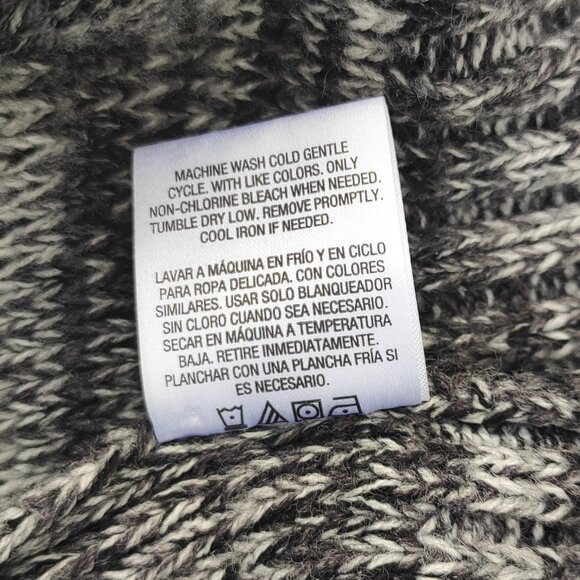 MACHINE WASH COLD GENTLE
CYCLE. WITH LIKE COLORS. ONLY
NON-CHLORINE BLEACH WHEN NEEDED.
TUMBLE DRY LOW. REMOVE PROMPTLY.
COOL IRON IF NEEDED.
LAVAR A MÁQUINA EN FRÍO Y EN CICLO
PARA ROPA DELICADA. CON COLORES
SIMILARES. USAR SOLO BLANQUEADOR
SIN CLORO CUANDO SEA NECESARIO.
SECAR EN MÁQUINA A TEMPERATURA
BAJA. RETIRE INMEDIATAMENTE.
PLANCHAR CON UNA PLANCHA FRÍA SI
ES NECESARIO.